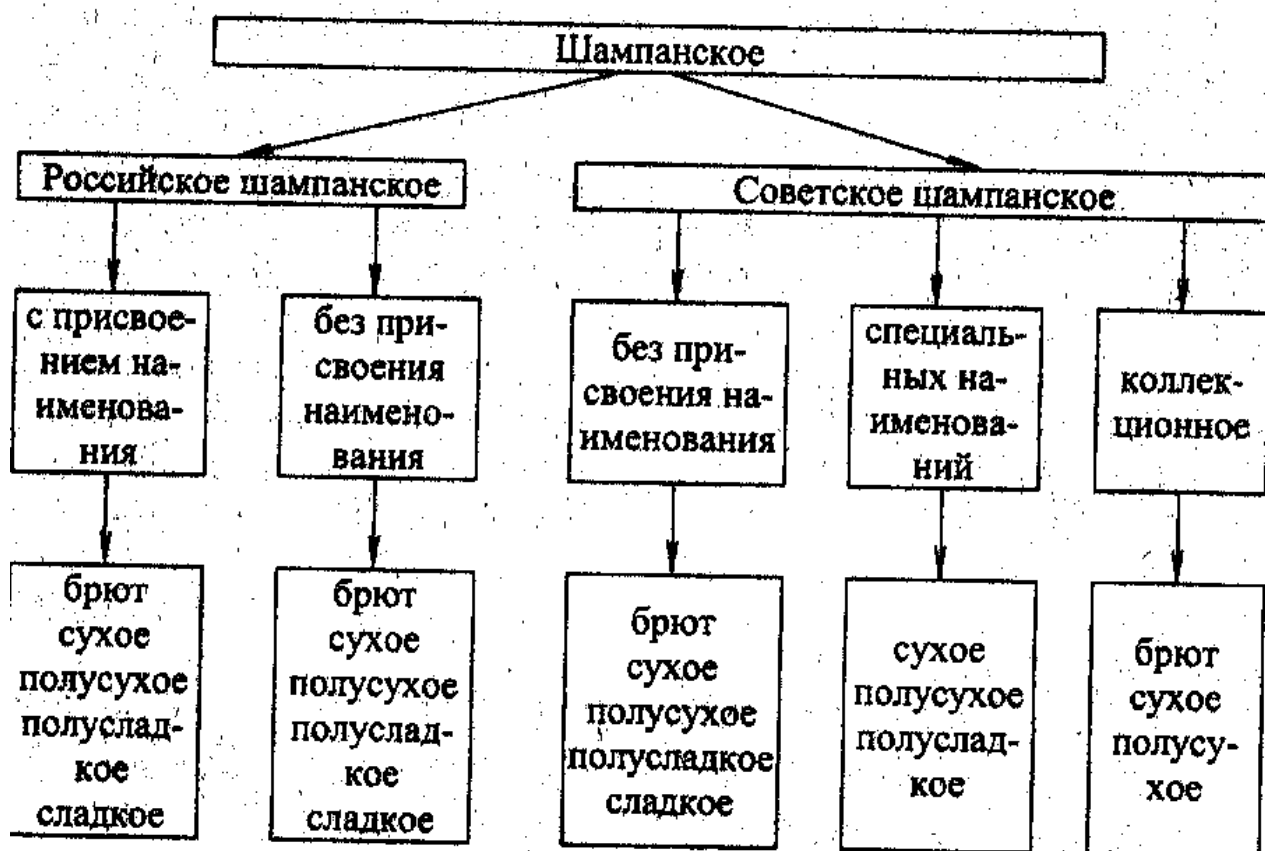 Шампанское
Российское шампанское
Советское шампанское
с присвое-
нием на-
именова-
ния
без при-
своения
наимено-
вания
без при-
своения на-
именования
специаль-
ных на-
именова-
ний
коллек-
ционное
брют
сухое
полусухое
полуслад-
кое
сладкое
брют
сухое
полусухое
полуслад-
кое
сладкое
брют
сухое
полусухое
полусладкое
сладкое
сухое
полусухое
полуслад-
кое
брют
сухое
полусу-
хое